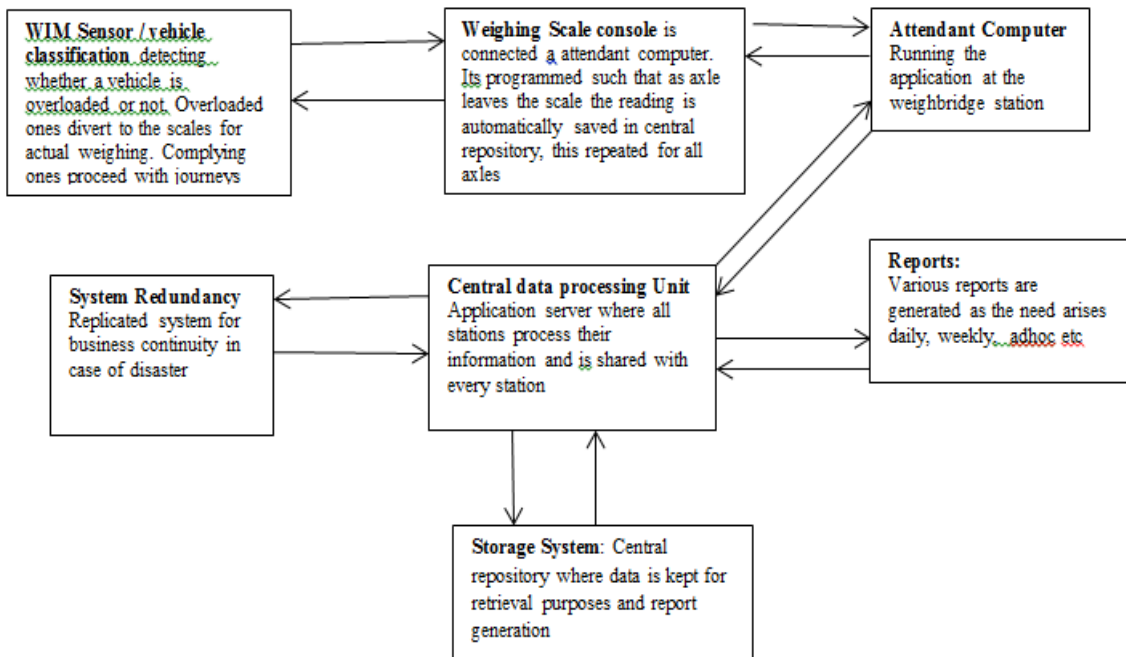 WIM Sensor / vehicle
classification detecting
whether a vehicle is
overloaded or not. Overloaded
ones divert to the scales for
actual weighing. Complying
ones proceed with journeys
Weighing Scale console is
connected a attendant computer.
Its programmed such that as axle
leaves the scale the reading is
automatically saved in central
repository, this repeated for all
axles
Attendant Computer
Running the
application at the
weighbridge station
System Redundancy
Replicated system for
business continuity in
case of disaster
Central data processing Unit
Application server where all
stations process their
information and is shared with
every station
Reports:
Various reports are
generated as the need arises
daily, weekly, adhoc etc
Storage System: Central
repository where data is kept for
retrieval purposes and report
generation